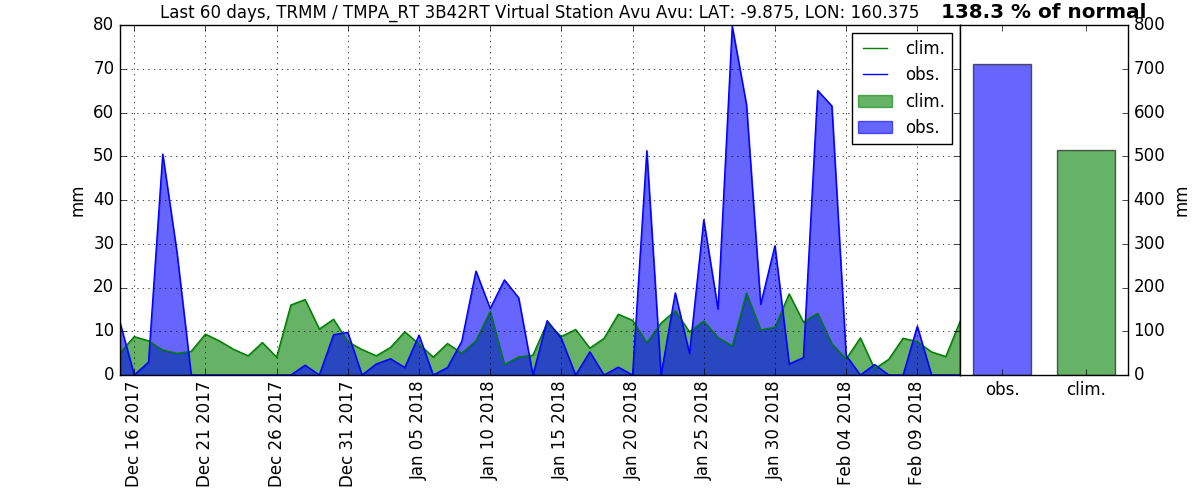 Last 60 days, TRMM / TMPA_RT 3B42RT Virtual Station Avu Avu: LAT: -9.875, LON: 160.375
138.3 % of normal
80
70
60
50
40
30
20
10
0
mm
clim.
obs.
clim.
obs.
800
700
600
500
400
300
200
100
0
mm
obs.
clim.
Dec 16 2017
Dec 21 2017
Dec 26 2017
Dec 31 2017
Jan 05 2018
Jan 10 2018
Jan 15 2018
Jan 20 2018
Jan 25 2018
Jan 30 2018
Feb 04 2018
Feb 09 2018